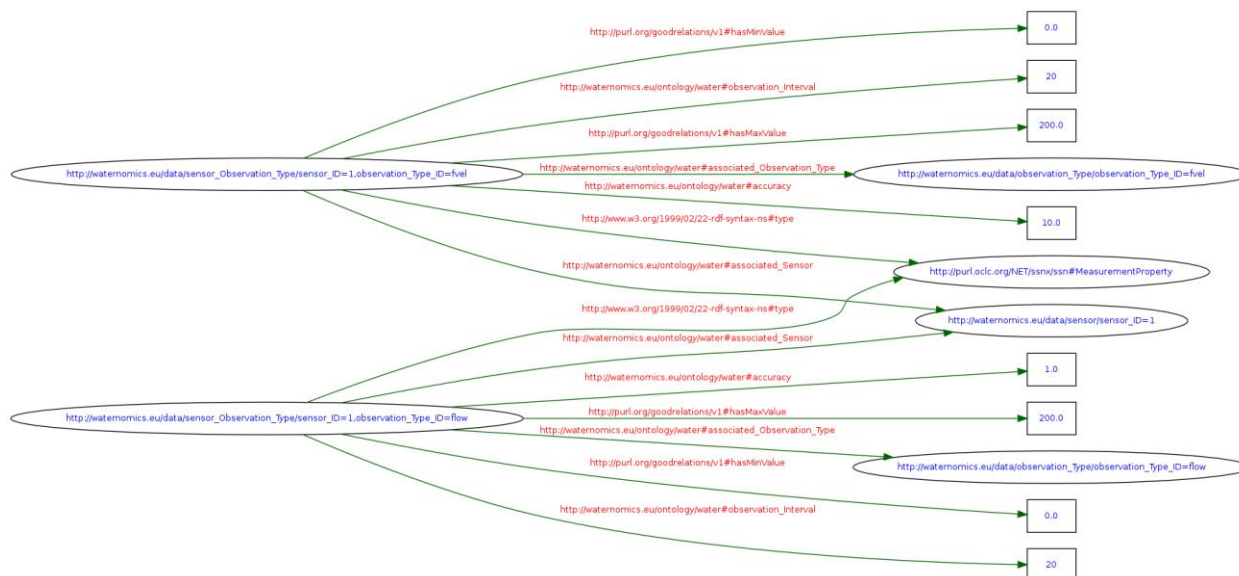 0.0
http://purl.org/goodrelations/v1#hasMinValue
20
http://waternomics.eu/ontology/water#observation_Interval
200.0
http://purl.org/goodrelations/v1#hasMaxValue
http://waternomics.eu/ontology/water#associated_Observation_Type
http://waternomics.eu/data/sensor_Observation_Type/sensor_ID=1,observation_Type_ID=fvel
http://waternomics.eu/data/observation_Type/observation_Type_ID=fvel
http://waternomics.eu/ontology/water#accuracy
http://www.w3.org/1999/02/22-rdf-syntax-ns#type
10.0
http://waternomics.eu/ontology/water#associated_Sensor
http://purl.oclc.org/NET/ssnx/ssn#MeasurementProperty
http://www.w3.org/1999/02/22-rdf-syntax-ns#type
http://waternomics.eu/data/sensor/sensor_ID=1
http://waternomics.eu/ontology/water#associated_Sensor
1.0
http://waternomics.eu/ontology/water#accuracy
http://purl.org/goodrelations/v1#hasMaxValue
http://waternomics.eu/data/sensor_Observation_Type/sensor_ID=1,observation_Type_ID=flow
200.0
http://waternomics.eu/ontology/water#associated_Observation_Type
http://purl.org/goodrelations/v1#hasMinValue
http://waternomics.eu/data/observation_Type/observation_Type_ID=flow
http://waternomics.eu/ontology/water#observation_Interval
0.0
20